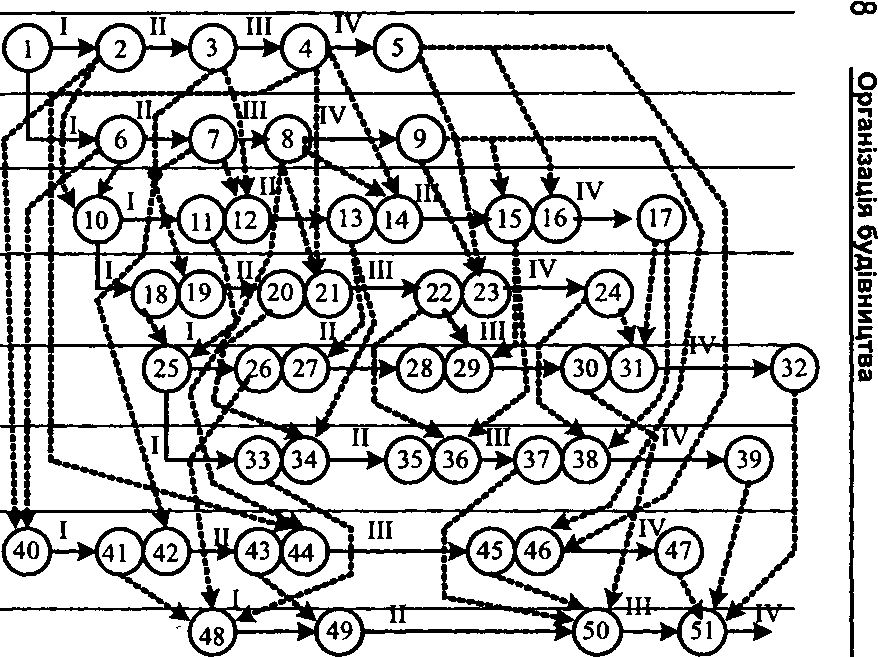 8
Організація будівництва
I II III IV
1 2 3 4 5
I II III IV
6 7 8 9
I II III IV
10 11 12 13 14 15 16 17
I II III IV
18 19 20 21 22 23 24
I II III IV
25 26 27 28 29 30 31 32
I II III IV
33 34 35 36 37 38 39
I II III IV
40 41 42 43 44 45 46 47
I II III IV
48 49 50 51